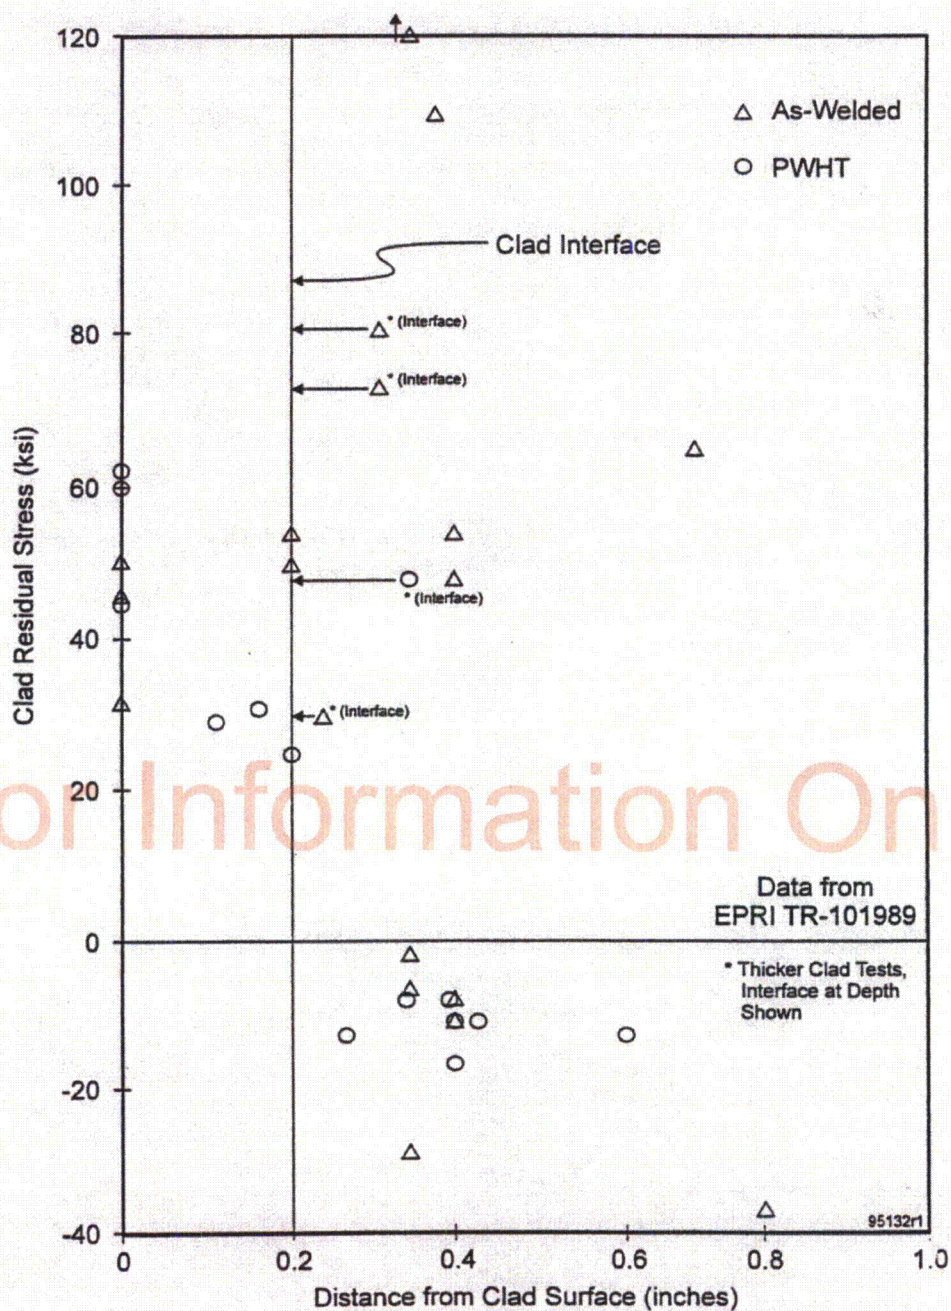 120
100
80
60
40
20
0
-20
-40
Clad Residual Stress (ksi)
△ As-Welded
○ PWHT
Clad Interface
* (Interface)
* (Interface)
* (Interface)
* (Interface)
or Information On
Data from
EPRI TR-101989
* Thicker Clad Tests,
Interface at Depth
Shown
95132r1
0
0.2
0.4
0.6
0.8
1.0
Distance from Clad Surface (inches)